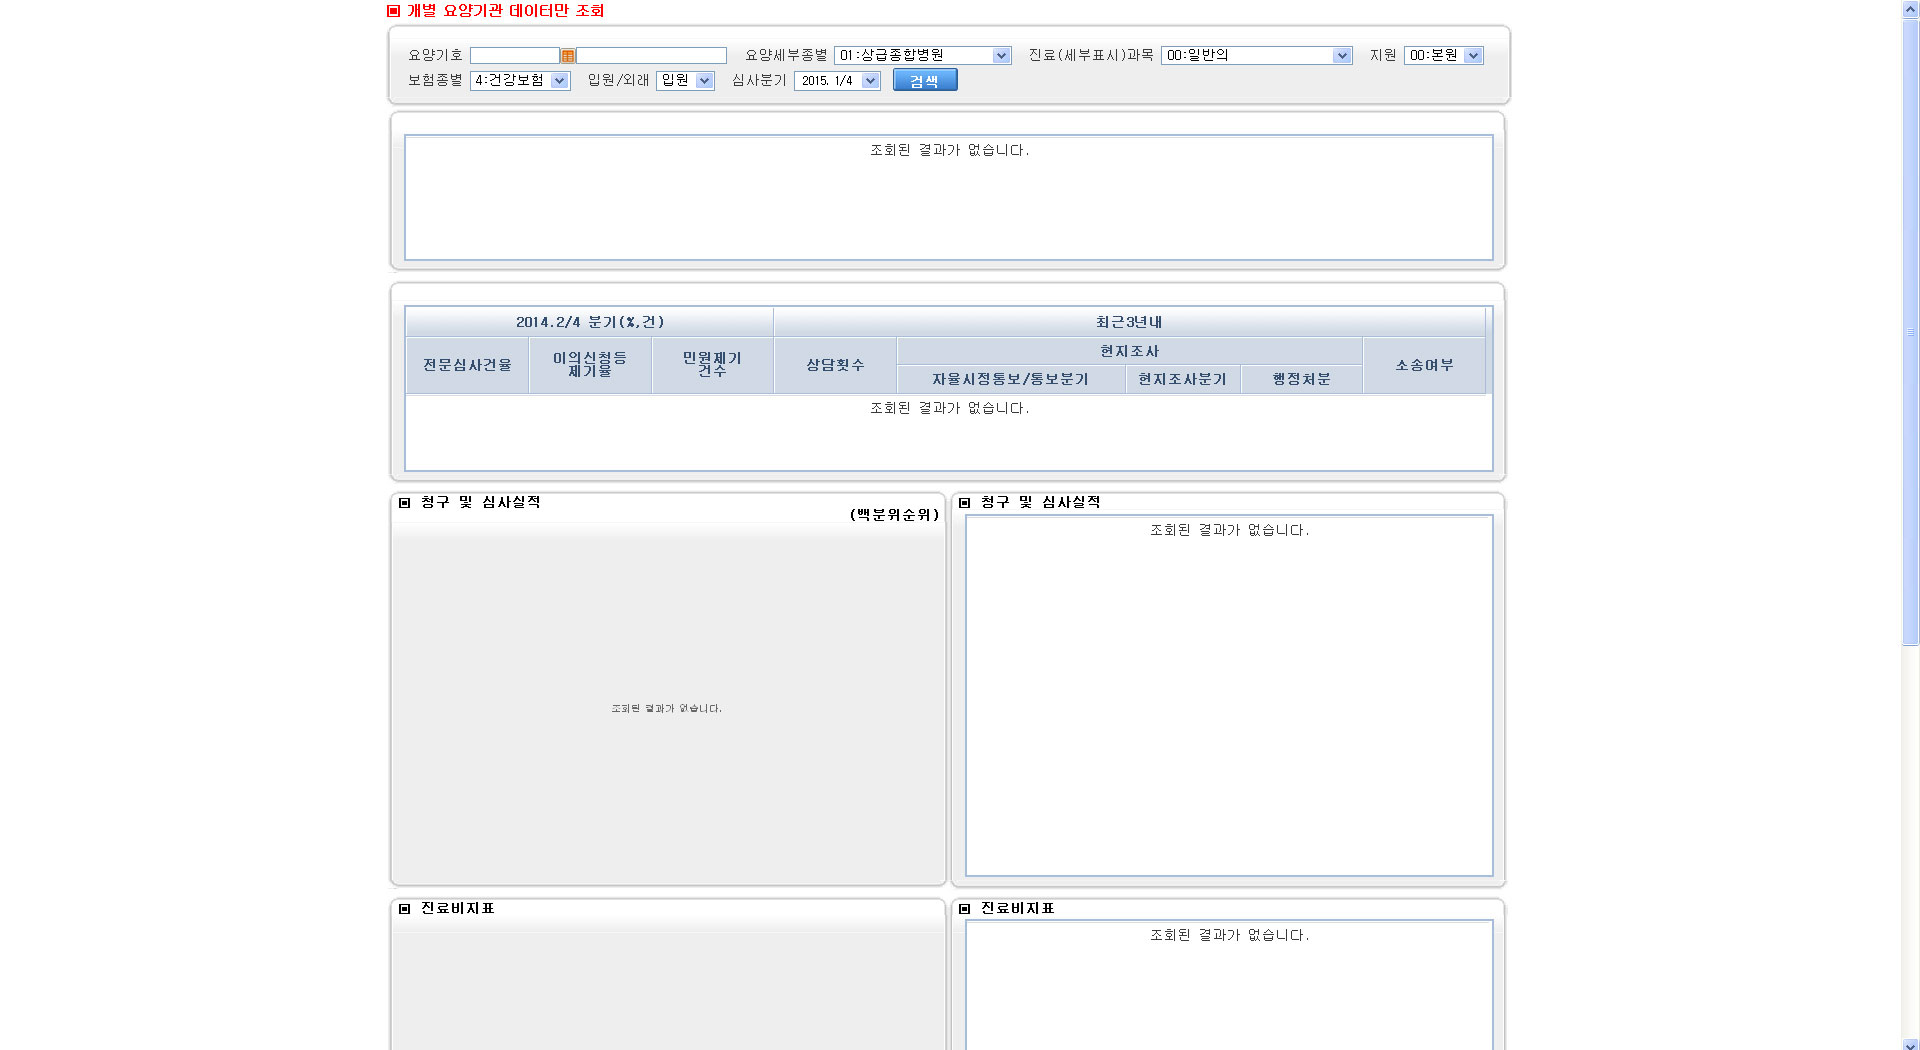 개별 요양기관 데이터만 조회
요양기호 요양세부종별 01:상급종합병원 진료(세부표시)과목 00:일반의 지원 00:본원
보험종별 4:건강보험 입원/외래 입원 심사분기 2015. 1/4 검색
조회된 결과가 없습니다.
2014.2/4 분기(%,건) 최근3년내
전문심사건율 이의신청등 제기율 민원제기 건수 상담횟수 현지조사 소송여부
자율시정통보/통보분기 현지조사분기 행정처분
조회된 결과가 없습니다.
청구 및 심사실적
(백분위순위)
조회된 결과가 없습니다.
청구 및 심사실적
조회된 결과가 없습니다.
진료비지표
진료비지표
조회된 결과가 없습니다.